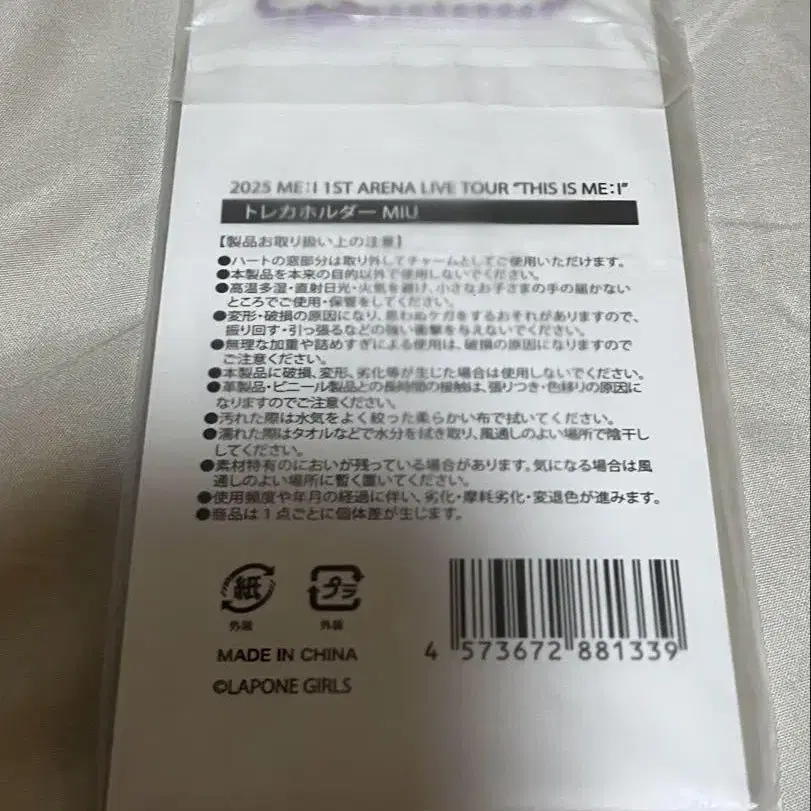 2025 ME:I 1ST ARENA LIVE TOUR "THIS IS ME:I"
トレカホルダー MIU
【製品お取り扱い上の注意】
●ハートの窓部分は取り外してチャームとしてご使用いただけます。
●本製品を本来の目的以外で使用しないでください。
●高温多湿・直射日光・火気を避け、小さなお子さまの手の届かない
ところでご使用・保管をしてください。
●変形・破損の原因になり、思わぬケガをするおそれがありますので、
振り回す・引っ張るなどの強い衝撃を与えないでください。
●無理な加重や詰めすぎによる使用は、破損の原因になりますので
ご注意ください。
●本製品に破損、変形、劣化等が生じた場合は使用しないでください。
●革製品・ビニール製品との長時間の接触は、張りつき・色移りの原因に
なりますのでご注意ください。
●汚れた際は水気をよく絞った柔らかい布で拭いてください。
●濡れた際はタオルなどで水分を拭き取り、風通しのよい場所で陰干し
してください。
●素材特有のにおいが残っている場合があります。気になる場合は風
通しのよい場所に暫く置いてください。
●使用頻度や年月の経過に伴い、劣化・摩耗劣化・変退色が進みます。
●商品は1点ごとに個体差が生じます。
紙 プラ
外装 外装
MADE IN CHINA
©LAPONE GIRLS
4 573672 881339